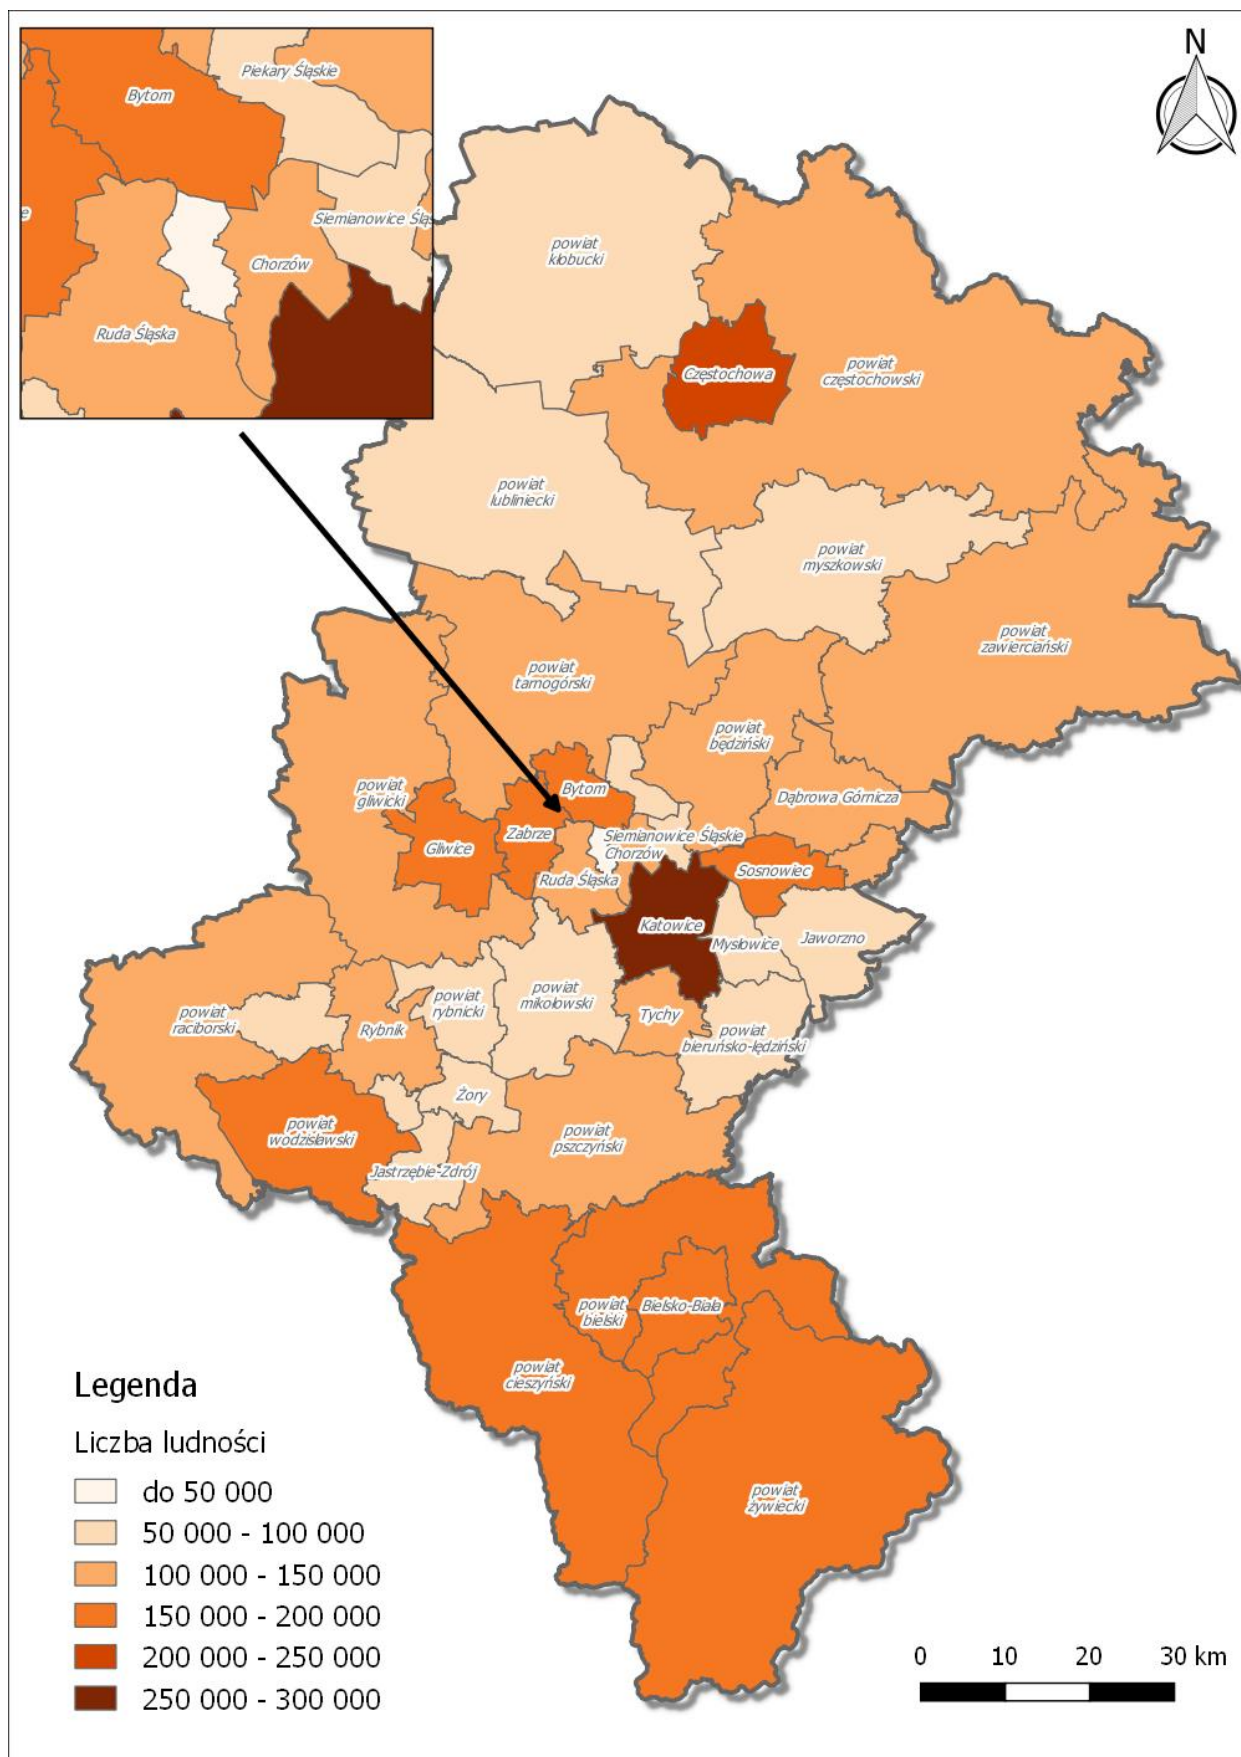 Piekary Śląskie
Bytom
e
Siemianowice Ślą
Chorzów
Ruda Śląska
N
powiat
kłobucki
Częstochowa
powiat
częstochowski
powiat
lubliniecki
powiat
myszkowski
powiat
zawierciański
powiat
tarnogórski
powiat
będziński
powiat
gliwicki
Bytom
Dąbrowa Górnicza
Gliwice
Zabrze
Siemianowice Śląskie
Chorzów
Ruda Śląska
Sosnowiec
Katowice
Mysłowice
Jaworzno
powiat
raciborski
Rybnik
powiat
rybnicki
powiat
mikołowski
Tychy
powiat
bieruńsko-lędziński
Żory
powiat
wodzisławski
powiat
pszczyński
Jastrzębie-Zdrój
powiat
bielski
Bielsko-Biała
powiat
cieszyński
powiat
żywiecki
Legenda
Liczba ludności
do 50 000
50 000 - 100 000
100 000 - 150 000
150 000 - 200 000
200 000 - 250 000
250 000 - 300 000
0 10 20 30 km